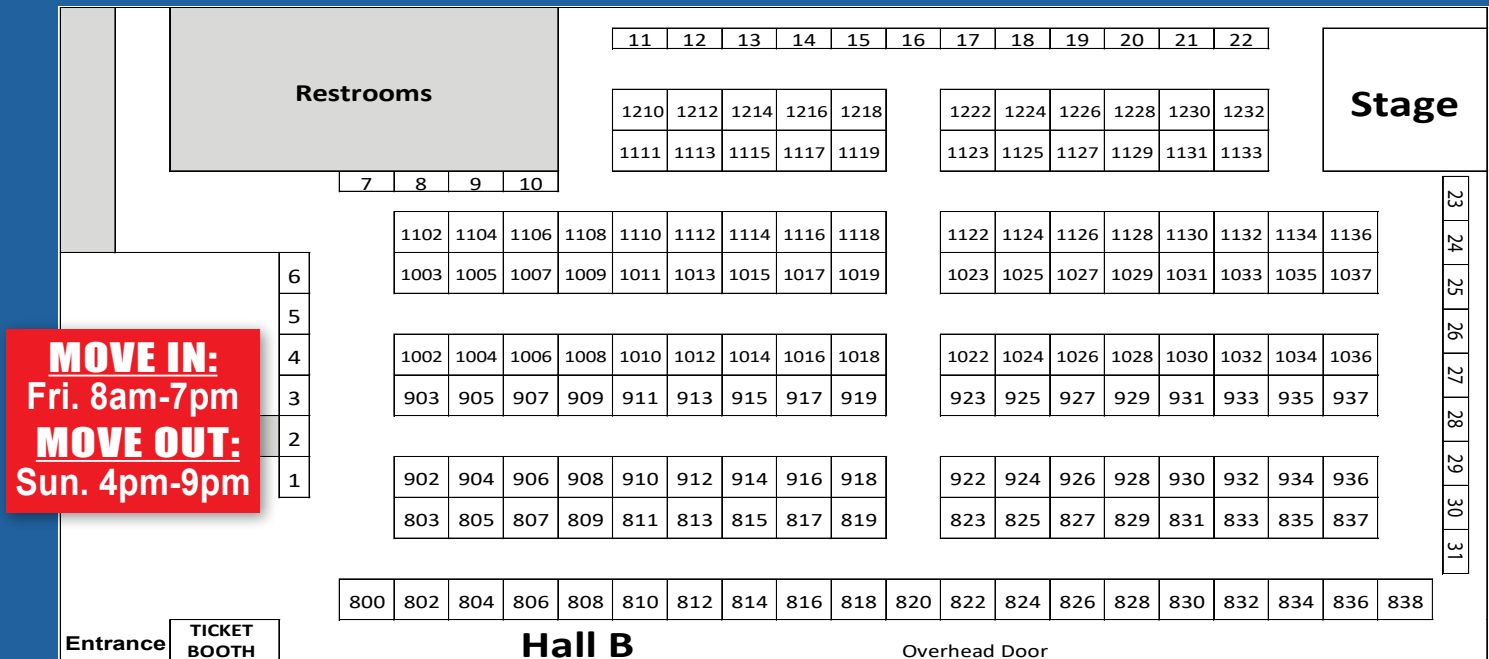 11 12 13 14 15 16 17 18 19 20 21 22
Restrooms
Stage
1210 1212 1214 1216 1218 1222 1224 1226 1228 1230 1232
1111 1113 1115 1117 1119 1123 1125 1127 1129 1131 1133
7 8 9 10
23
1102 1104 1106 1108 1110 1112 1114 1116 1118 1122 1124 1126 1128 1130 1132 1134 1136
24
6
1003 1005 1007 1009 1011 1013 1015 1017 1019 1023 1025 1027 1029 1031 1033 1035 1037
25
5
26
MOVE IN:
Fri. 8am-7pm
MOVE OUT:
Sun. 4pm-9pm
4
1002 1004 1006 1008 1010 1012 1014 1016 1018 1022 1024 1026 1028 1030 1032 1034 1036
27
3
903 905 907 909 911 913 915 917 919 923 925 927 929 931 933 935 937
28
2
29
1
902 904 906 908 910 912 914 916 918 922 924 926 928 930 932 934 936
30
803 805 807 809 811 813 815 817 819 823 825 827 829 831 833 835 837
31
800 802 804 806 808 810 812 814 816 818 820 822 824 826 828 830 832 834 836 838
Entrance
TICKET
BOOTH
Hall B
Overhead Door